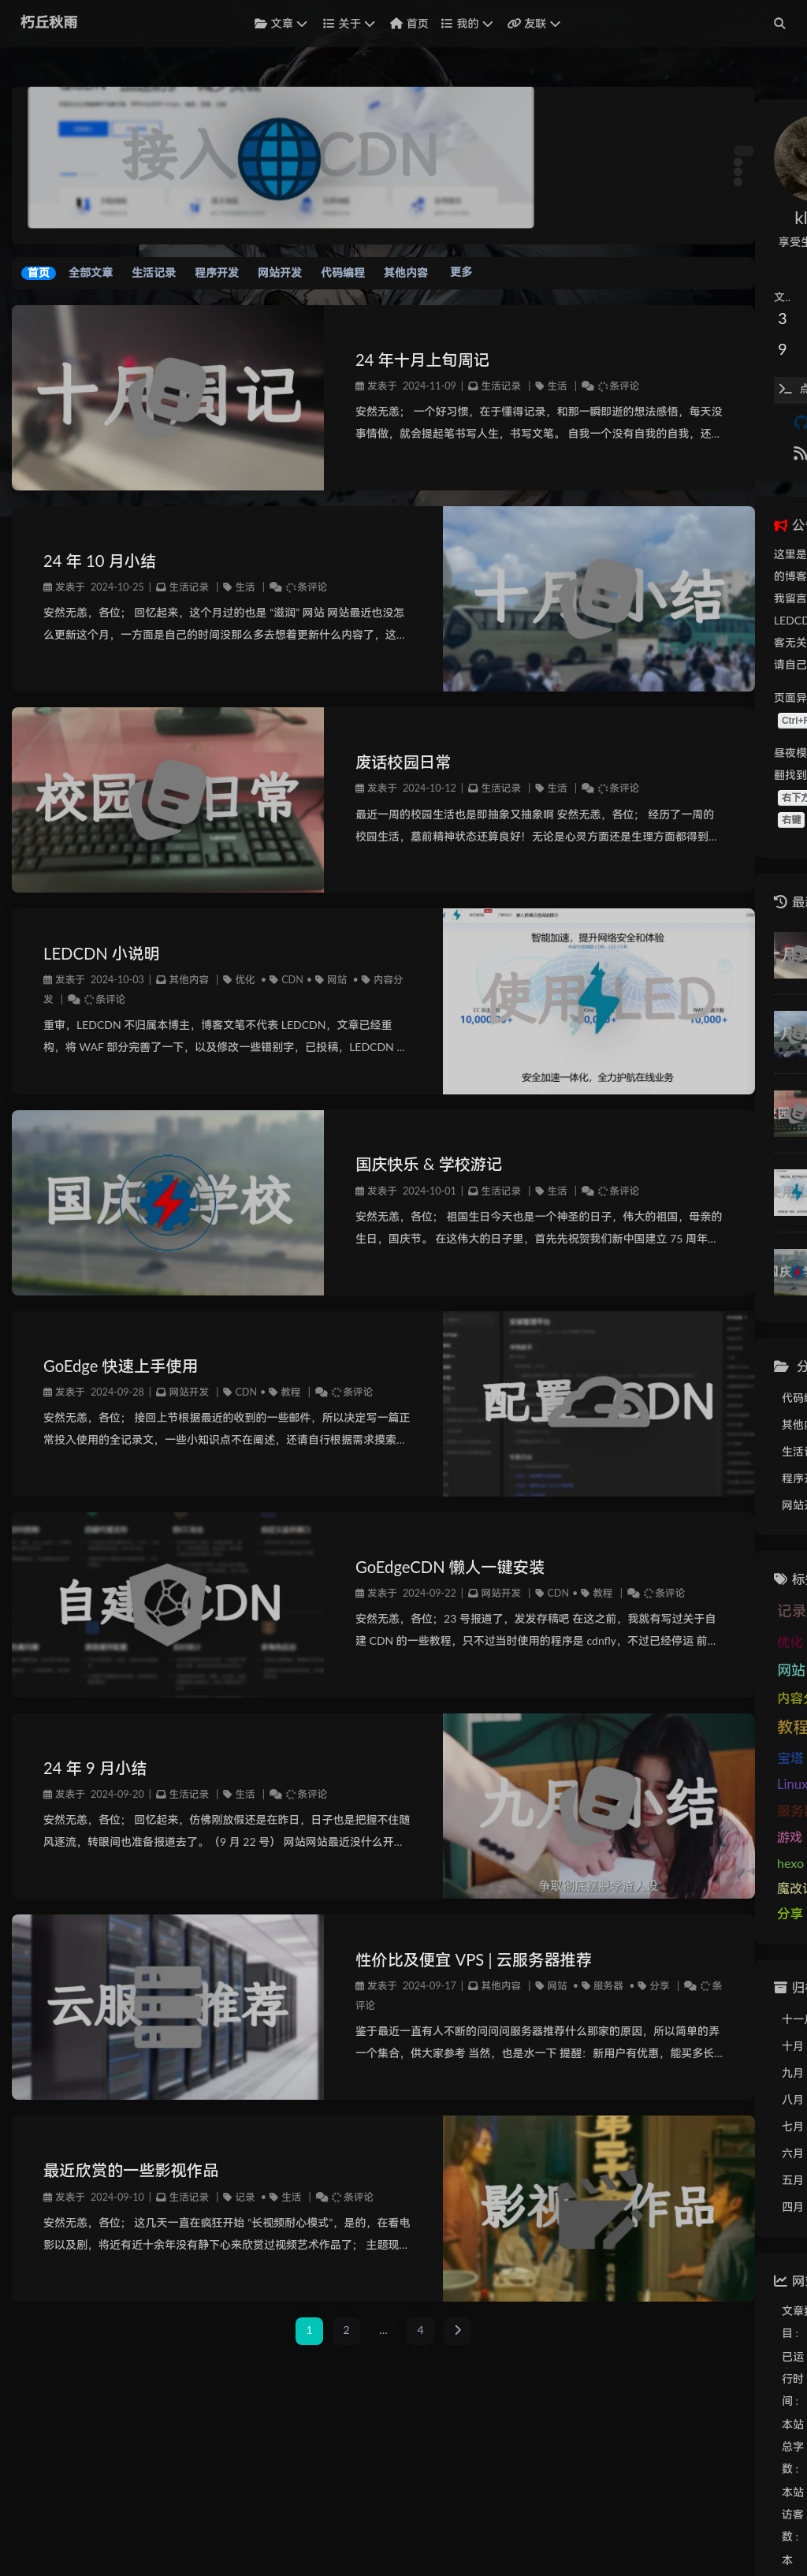 朽丘秋雨
文章 关于 首页 我的 友联
接入 CDN
首页 全部文章 生活记录 程序开发 网站开发 代码编程 其他内容 更多
十月 周记
24 年十月上旬周记
发表于 2024-11-09 | 生活记录 | 生活 | 条评论
安然无恙； 一个好习惯，在于懂得记录，和那一瞬即逝的想法感悟，每天没
事情做，就会提起笔书写人生，书写文笔。 自我一个没有自我的自我，还...
24 年 10 月小结
发表于 2024-10-25 | 生活记录 | 生活 | 条评论
安然无恙，各位； 回忆起来，这个月过的也是 “滋润” 网站 网站最近也没怎
么更新这个月，一方面是自己的时间没那么多去想着更新什么内容了，这...
十月 小结
校园 日常
废话校园日常
发表于 2024-10-12 | 生活记录 | 生活 | 条评论
最近一周的校园生活也是即抽象又抽象啊 安然无恙，各位； 经历了一周的
校园生活，墓前精神状态还算良好！无论是心灵方面还是生理方面都得到...
LEDCDN 小说明
发表于 2024-10-03 | 其他内容 | 优化 • CDN • 网站 • 内容分
发 | 条评论
重审，LEDCDN 不归属本博主，博客文笔不代表 LEDCDN，文章已经重
构，将 WAF 部分完善了一下，以及修改一些错别字，已投稿，LEDCDN ...
智能加速，提升网络安全和体验
使用 LED
10,000+
安全加速一体化，全力护航在线业务
国庆 学校
国庆快乐 & 学校游记
发表于 2024-10-01 | 生活记录 | 生活 | 条评论
安然无恙，各位； 祖国生日今天也是一个神圣的日子，伟大的祖国，母亲的
生日，国庆节。 在这伟大的日子里，首先先祝贺我们新中国建立 75 周年...
GoEdge 快速上手使用
发表于 2024-09-28 | 网站开发 | CDN • 教程 | 条评论
安然无恙，各位； 接回上节根据最近的收到的一些邮件，所以决定写一篇正
常投入使用的全记录文，一些小知识点不在阐述，还请自行根据需求摸索...
配置 CDN
自建 CDN
GoEdgeCDN 懒人一键安装
发表于 2024-09-22 | 网站开发 | CDN • 教程 | 条评论
安然无恙，各位；23 号报道了，发发存稿吧 在这之前，我就有写过关于自
建 CDN 的一些教程，只不过当时使用的程序是 cdnfly，不过已经停运 前...
24 年 9 月小结
发表于 2024-09-20 | 生活记录 | 生活 | 条评论
安然无恙，各位； 回忆起来，仿佛刚放假还是在昨日，日子也是把握不住随
风逐流，转眼间也准备报道去了。（9 月 22 号） 网站网站最近没什么开...
九月 小结
争取彻底摆脱学渣人设
云服 推荐
性价比及便宜 VPS | 云服务器推荐
发表于 2024-09-17 | 其他内容 | 网站 • 服务器 • 分享 | 条
评论
鉴于最近一直有人不断的问问问服务器推荐什么那家的原因，所以简单的弄
一个集合，供大家参考 当然，也是水一下 提醒：新用户有优惠，能买多长...
最近欣赏的一些影视作品
发表于 2024-09-10 | 生活记录 | 记录 • 生活 | 条评论
安然无恙，各位； 这几天一直在疯狂开始 “长视频耐心模式”，是的，在看电
影以及剧，将近有近十余年没有静下心来欣赏过视频艺术作品了； 主题现...
影视 作品
1 2 ... 4
享受生
文..
3
9
这里是
的博客
我留言
LEDCD
客无关
请自己
页面异
昼夜模
翻找到
右下方
右键
记录
优化
网站
教程
宝塔
Linux
游戏
hexo
分享
十月
九月
八月
七月
六月
五月
四月
文章数
目：
已运
行时
间：
本站
总字
数：
本站
访客
数：
本